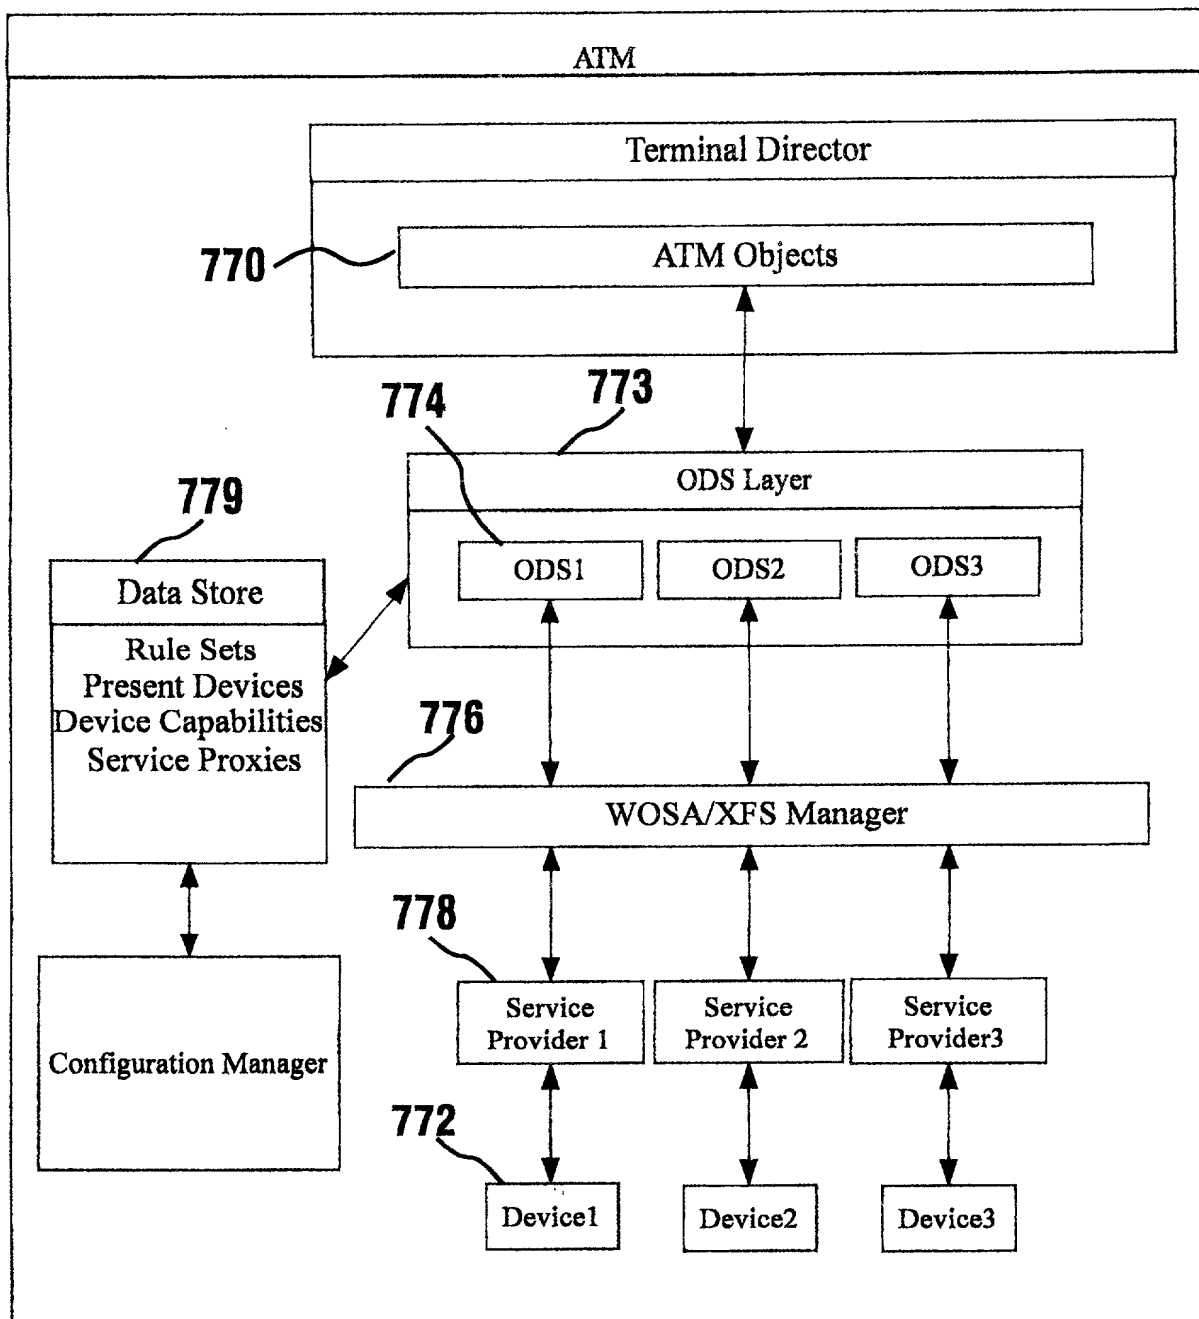 ATM
Terminal Director
770
ATM Objects
773
774
ODS Layer
779
ODS1
ODS2
ODS3
Data Store
Rule Sets
Present Devices
Device Capabilities
Service Proxies
776
WOSA/XFS Manager
778
Service
Provider 1
Service
Provider 2
Service
Provider3
Configuration Manager
772
Device1
Device2
Device3